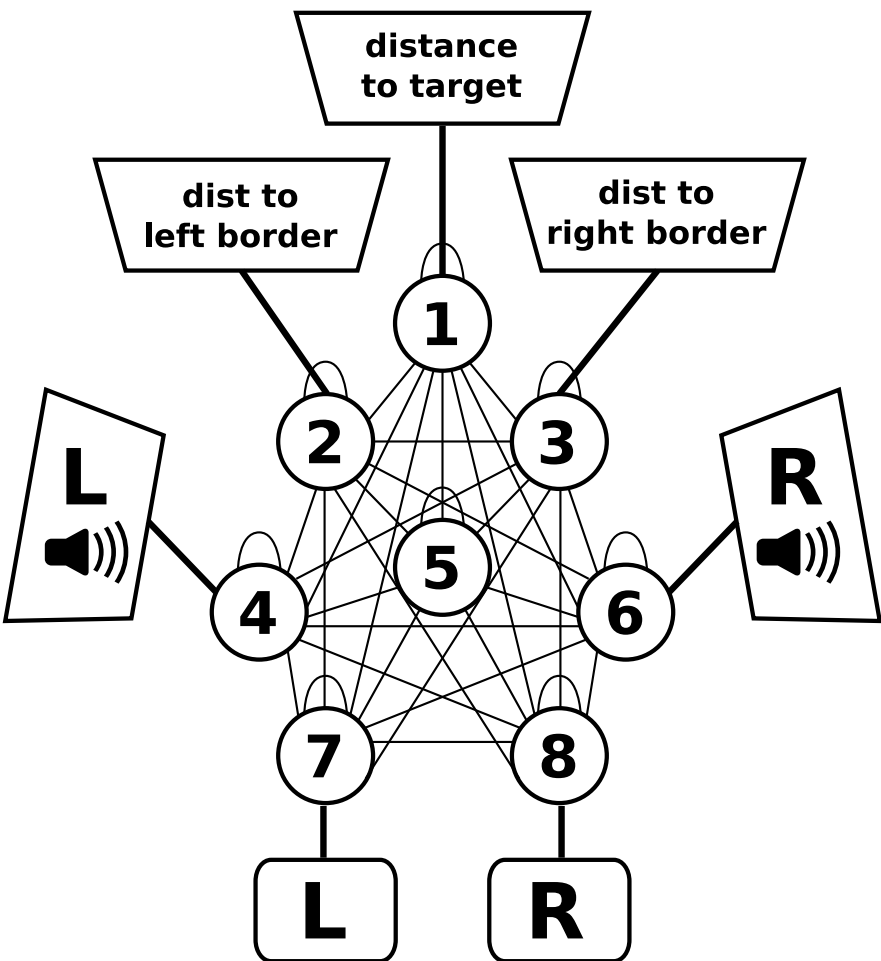 distance
to target
dist to
left border
dist to
right border
1
2
3
L
R
5
4
6
7
8
L
R